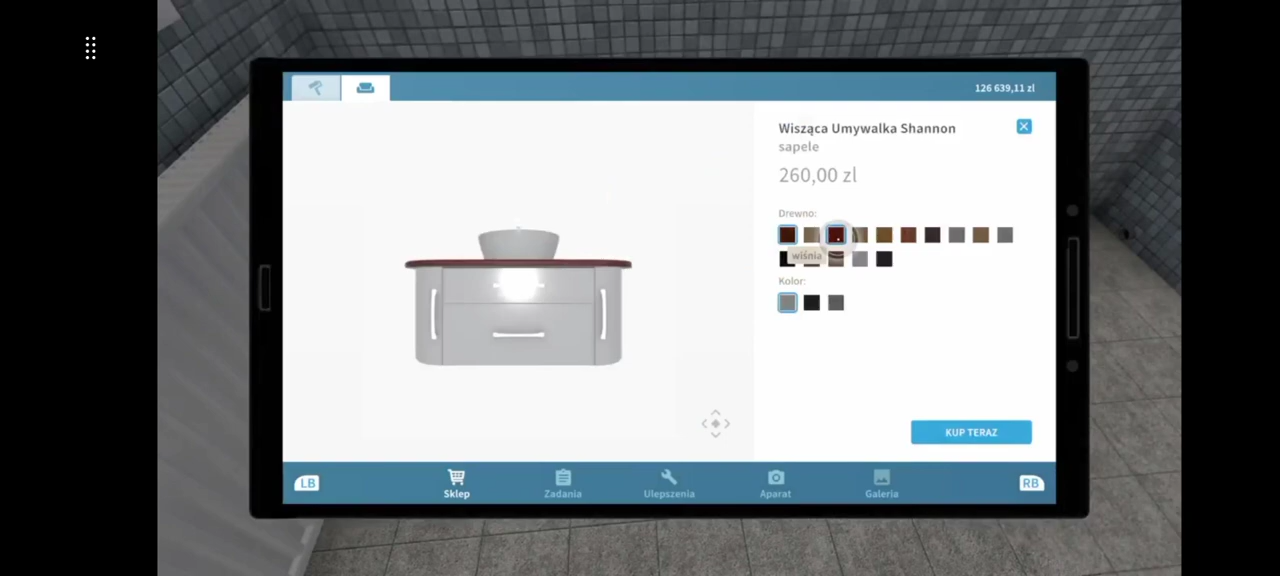 126 639,11 zl
Wisząca Umywalka Shannon
sapele
260,00 zl
Drewno:
wiśnia
Kolor:
KUP TERAZ
LB
Sklep
Zadania
Ulepszenia
Aparat
Galeria
RB